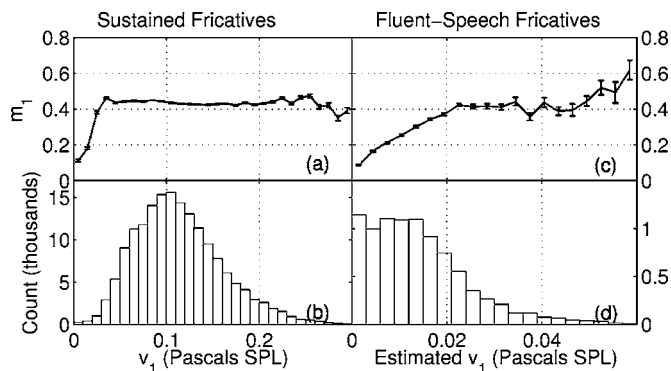 Sustained Fricatives
Fluent−Speech Fricatives
0.8
0.6
0.4
0.2
0
m1
(a)
(c)
0.8
0.6
0.4
0.2
0
15
10
5
0
Count (thousands)
(b)
(d)
1
0.5
0
0 0.1 0.2
0 0.02 0.04
v1 (Pascals SPL)
Estimated v1 (Pascals SPL)